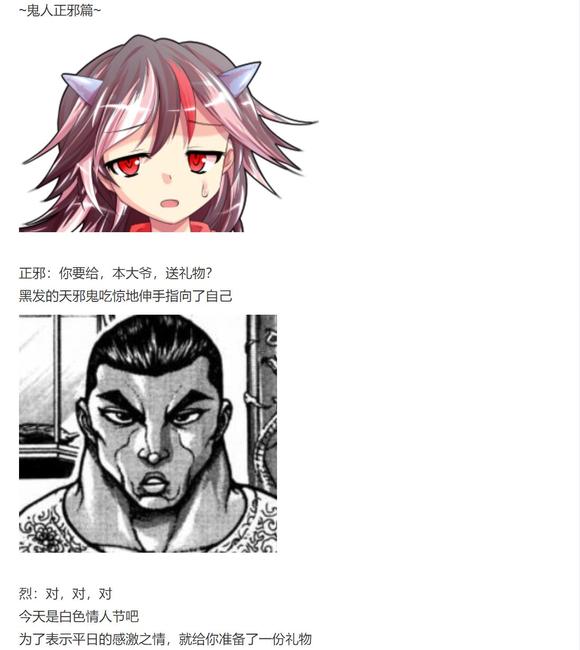 ~鬼人正邪篇~
正邪：你要给，本大爷，送礼物？
黑发的天邪鬼吃惊地伸手指向了自己
烈：对，对，对
今天是白色情人节吧
为了表示平日的感激之情，就给你准备了一份礼物